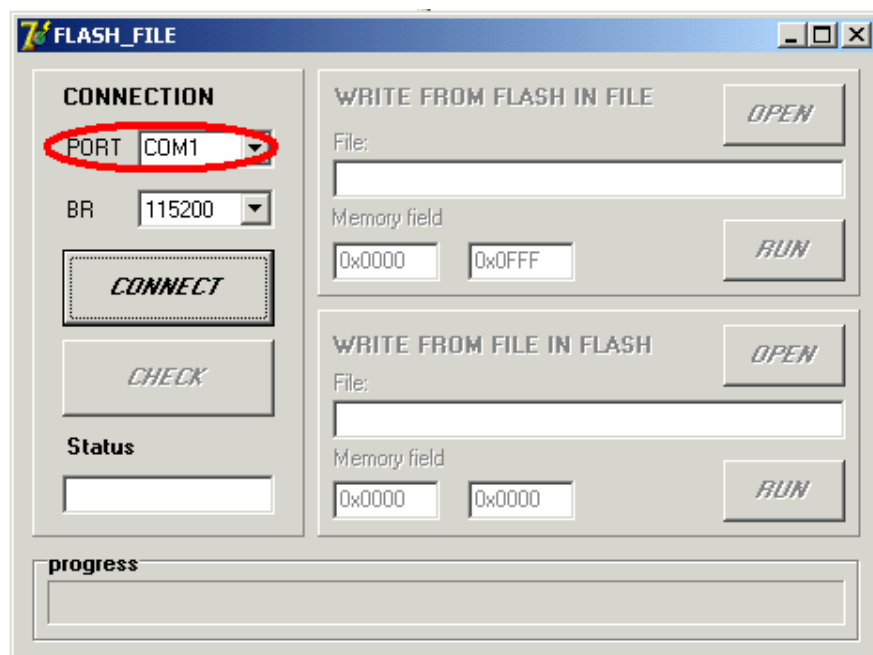 FLASH_FILE
CONNECTION
PORT COM1
BR 115200
CONNECT
CHECK
Status
WRITE FROM FLASH IN FILE
OPEN
File:
Memory field
0x0000 0x0FFF
RUN
WRITE FROM FILE IN FLASH
OPEN
File:
Memory field
0x0000 0x0000
RUN
progress